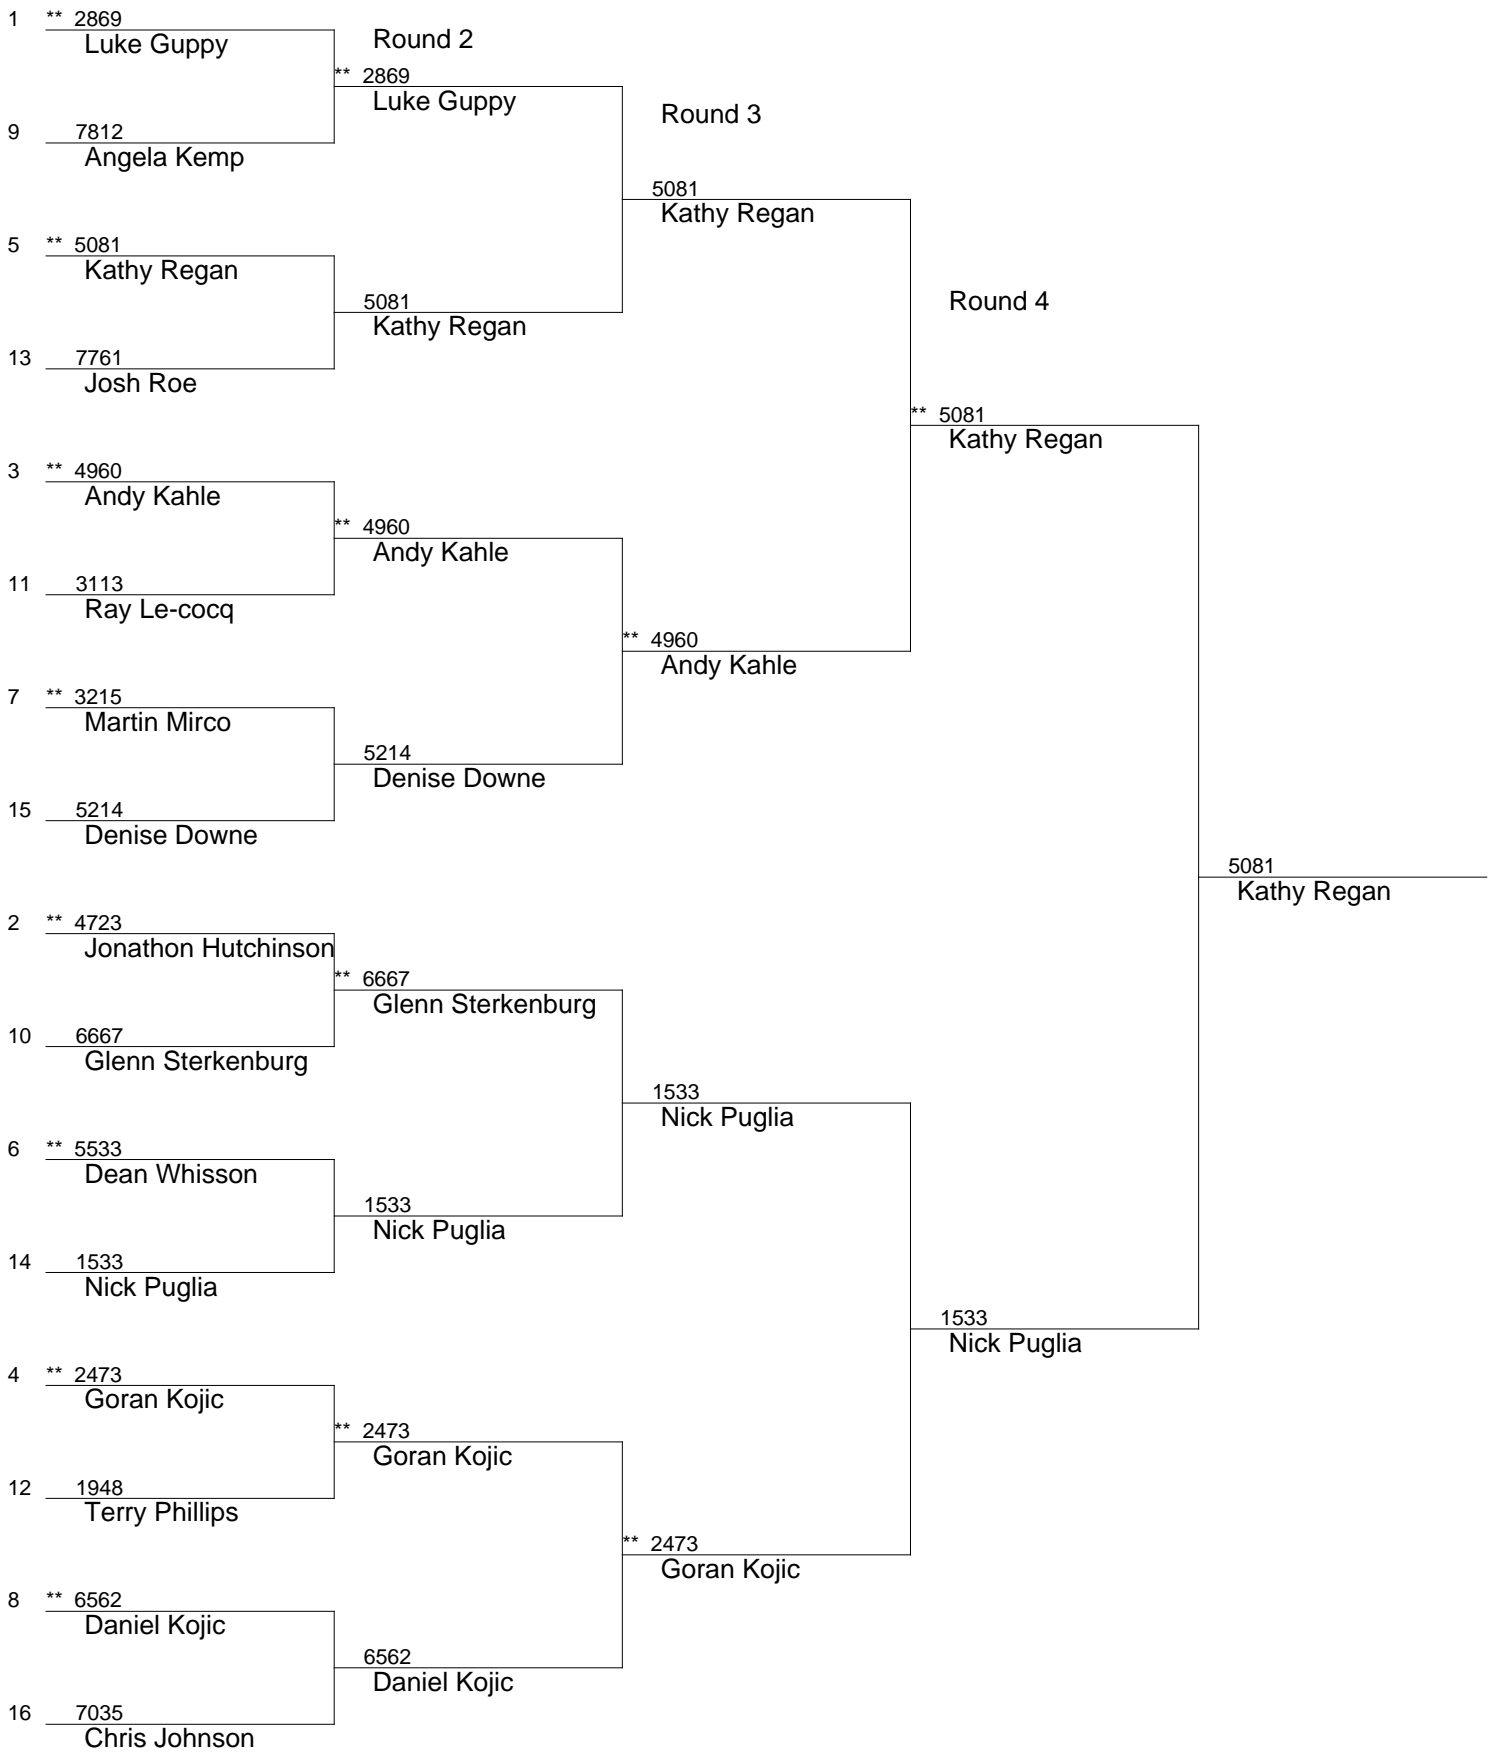 1 ** 2869
Luke Guppy
Round 2
** 2869
Luke Guppy
Round 3
9 7812
Angela Kemp
5081
Kathy Regan
5 ** 5081
Kathy Regan
5081
Kathy Regan
Round 4
13 7761
Josh Roe
** 5081
Kathy Regan
3 ** 4960
Andy Kahle
** 4960
Andy Kahle
11 3113
Ray Le-cocq
** 4960
Andy Kahle
7 ** 3215
Martin Mirco
5214
Denise Downe
15 5214
Denise Downe
5081
Kathy Regan
2 ** 4723
Jonathon Hutchinson
** 6667
Glenn Sterkenburg
10 6667
Glenn Sterkenburg
1533
Nick Puglia
6 ** 5533
Dean Whisson
1533
Nick Puglia
14 1533
Nick Puglia
1533
Nick Puglia
4 ** 2473
Goran Kojic
** 2473
Goran Kojic
12 1948
Terry Phillips
** 2473
Goran Kojic
8 ** 6562
Daniel Kojic
6562
Daniel Kojic
16 7035
Chris Johnson